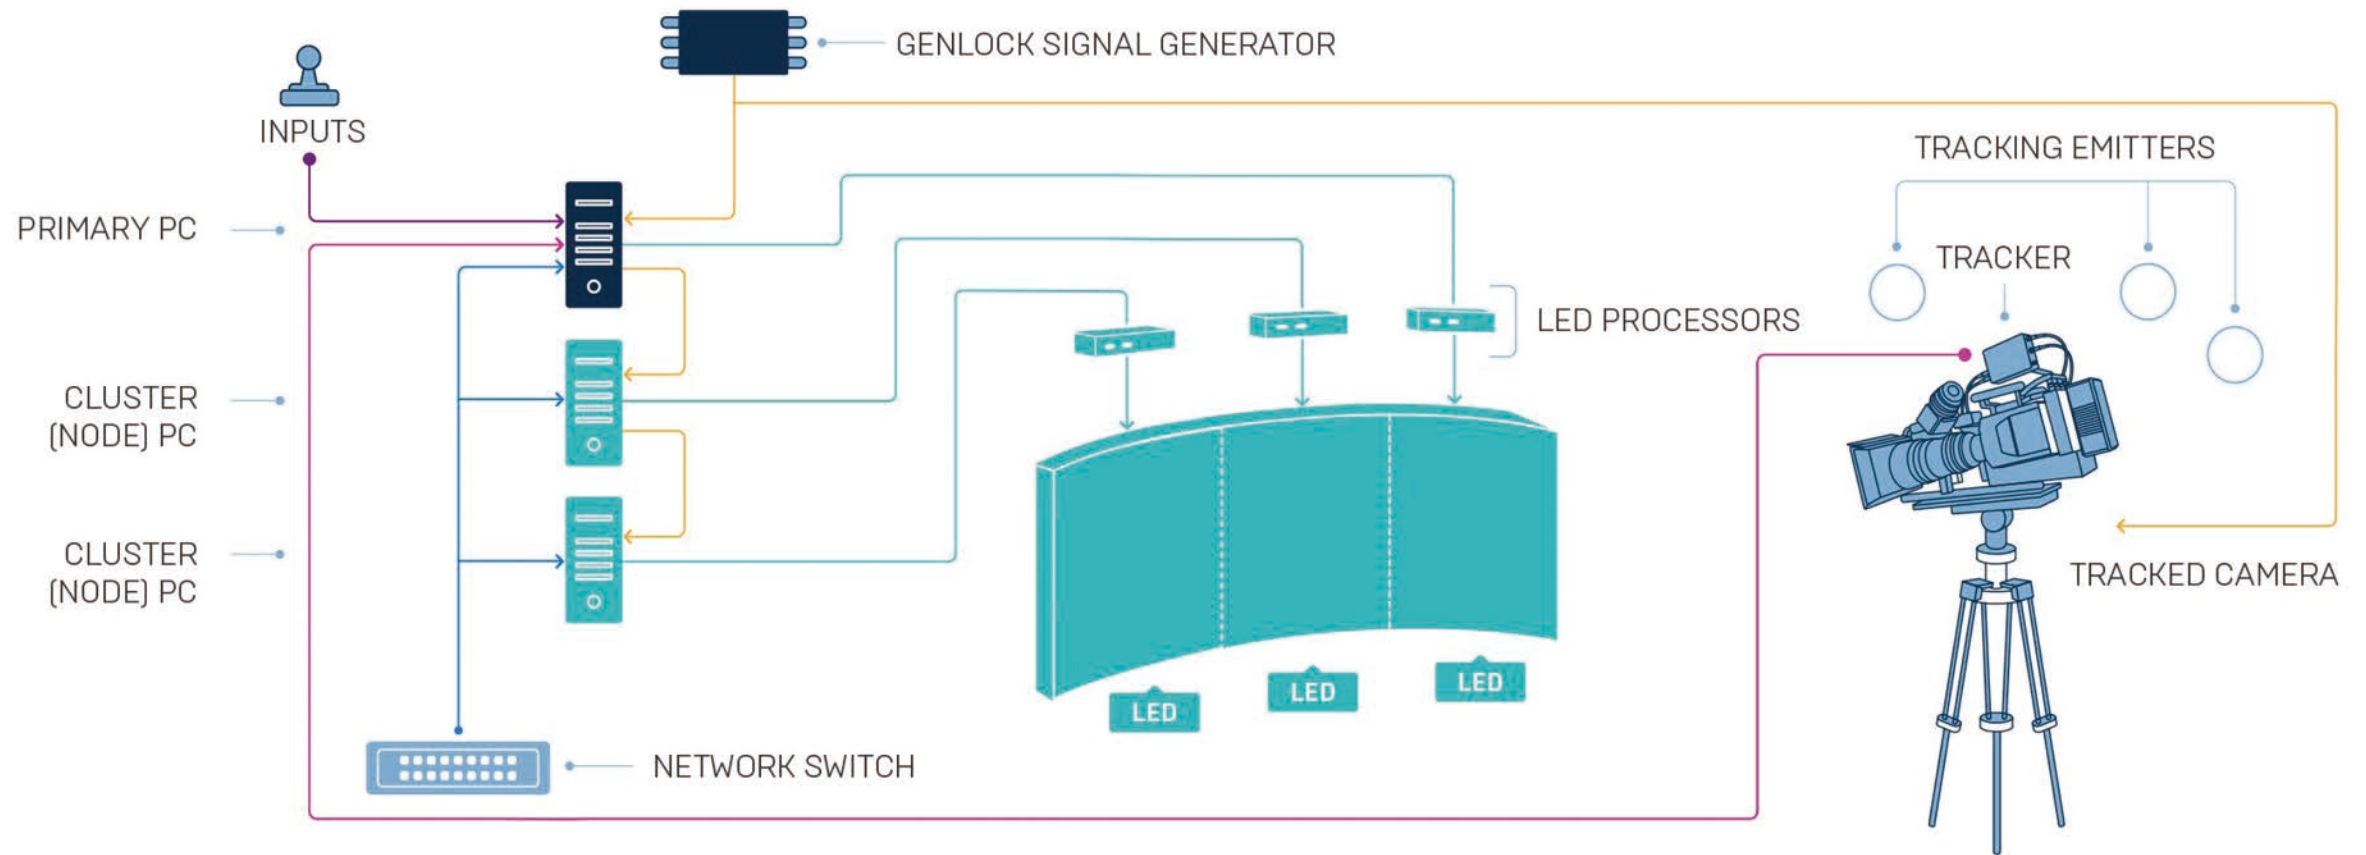 GENLOCK SIGNAL GENERATOR
INPUTS
TRACKING EMITTERS
PRIMARY PC
TRACKER
LED PROCESSORS
CLUSTER
(NODE) PC
CLUSTER
(NODE) PC
TRACKED CAMERA
LED
LED
LED
NETWORK SWITCH